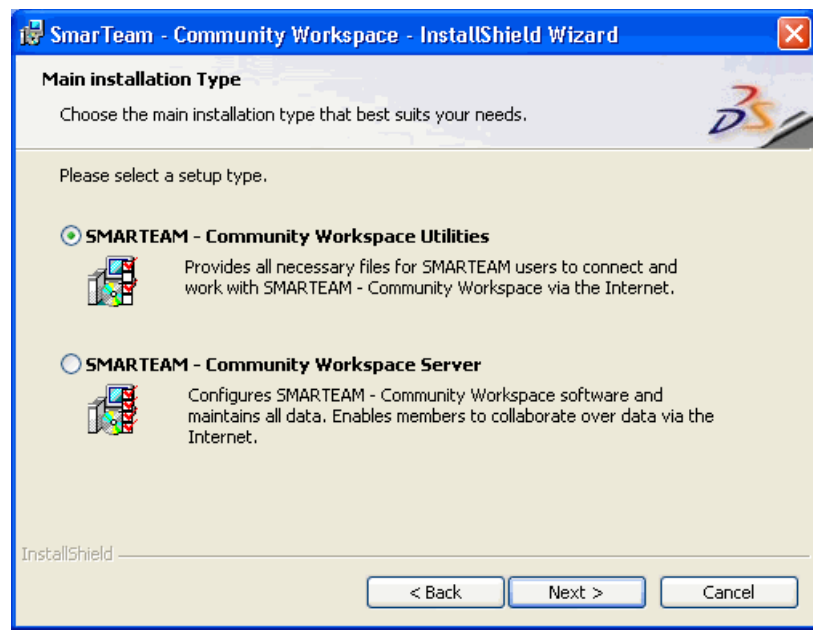 SmarTeam - Community Workspace - InstallShield Wizard
Main installation Type
Choose the main installation type that best suits your needs.
Please select a setup type.
SMARTEAM - Community Workspace Utilities
Provides all necessary files for SMARTEAM users to connect and
work with SMARTEAM - Community Workspace via the Internet.
SMARTEAM - Community Workspace Server
Configures SMARTEAM - Community Workspace software and
maintains all data. Enables members to collaborate over data via the
Internet.
InstallShield
< Back Next > Cancel